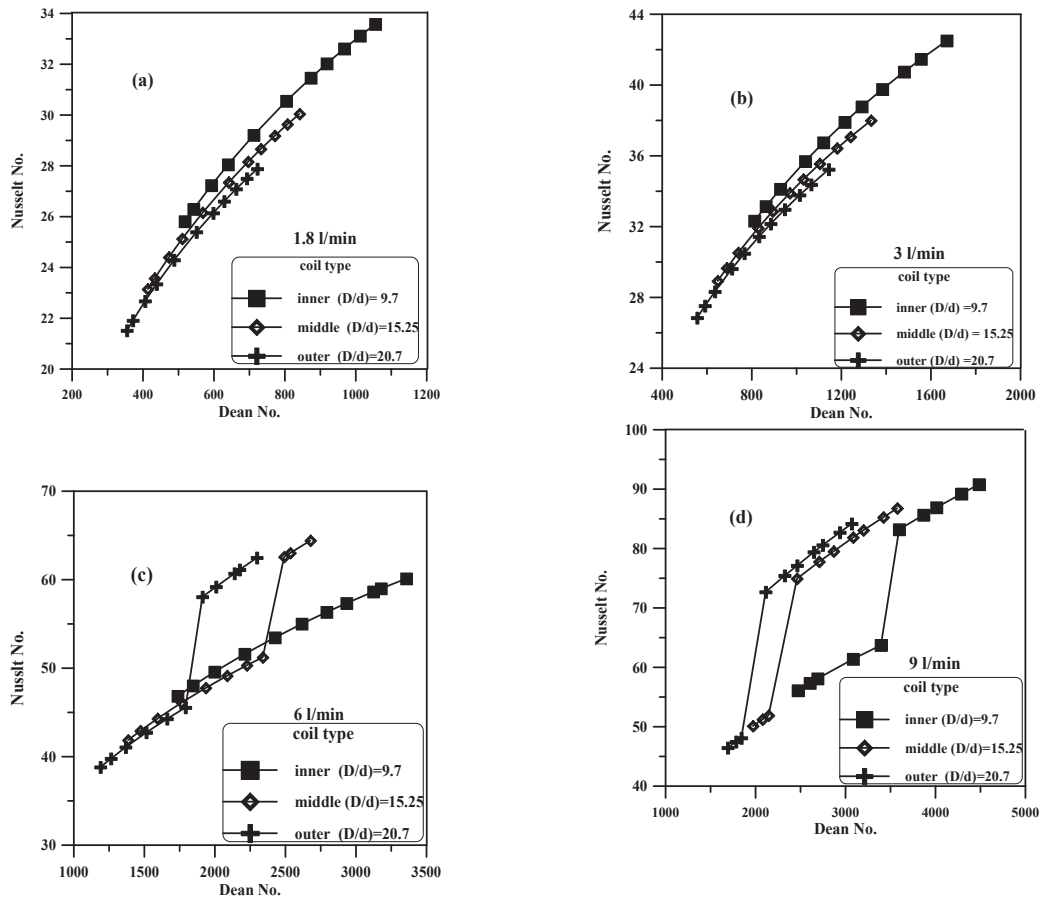 34
32
30
28
26
24
22
20
Nusselt No.
(a)
1.8 l/min
coil type
inner (D/d)= 9.7
middle (D/d)=15.25
outer (D/d)=20.7
200 400 600 800 1000 1200
Dean No.
44
40
36
32
28
24
Nusselt No.
(b)
3 l/min
coil type
inner (D/d)=9.7
middle (D/d) = 15.25
outer (D/d) =20.7
400 800 1200 1600 2000
Dean No.
70
60
50
40
30
Nusslt No.
(c)
6 l/min
coil type
inner (D/d)=9.7
middle (D/d)=15.25
outer (D/d)=20.7
1000 1500 2000 2500 3000 3500
Dean No.
100
90
80
70
60
50
40
Nusselt No.
(d)
9 l/min
coil type
inner (D/d)=9.7
middle (D/d)=15.25
outer (D/d)=20.7
1000 2000 3000 4000 5000
Dean No.